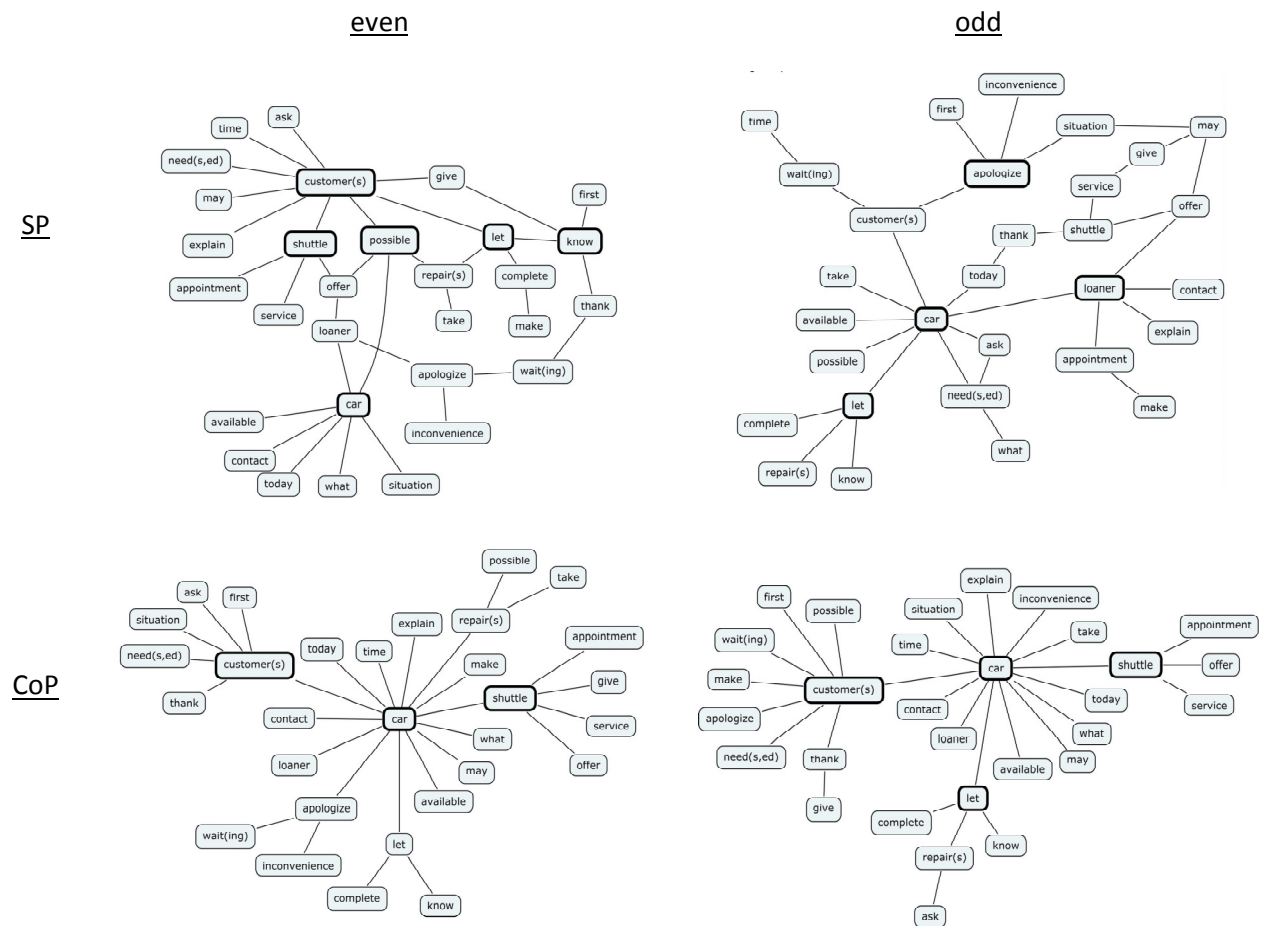 even
odd
SP
ask
time
need(s,ed)
customer(s)
give
may
first
explain
shuttle
possible
let
know
appointment
offer
repair(s)
complete
service
loaner
take
make
thank
apologize
wait(ing)
car
available
inconvenience
contact
today
what
situation
inconvenience
first
time
situation
may
give
wait(ing)
apologize
service
customer(s)
offer
thank
shuttle
take
today
loaner
contact
available
car
explain
possible
ask
appointment
need(s,ed)
let
make
complete
what
repair(s)
know
CoP
possible
take
ask
first
situation
explain
repair(s)
appointment
need(s,ed)
customer(s)
today
time
make
give
thank
shuttle
contact
car
service
what
loaner
may
offer
apologize
available
wait(ing)
let
inconvenience
complete
know
explain
first
possible
situation
inconvenience
appointment
wait(ing)
time
take
make
customer(s)
car
shuttle
offer
apologize
contact
today
service
need(s,ed)
thank
loaner
what
may
available
give
let
complete
know
repair(s)
ask